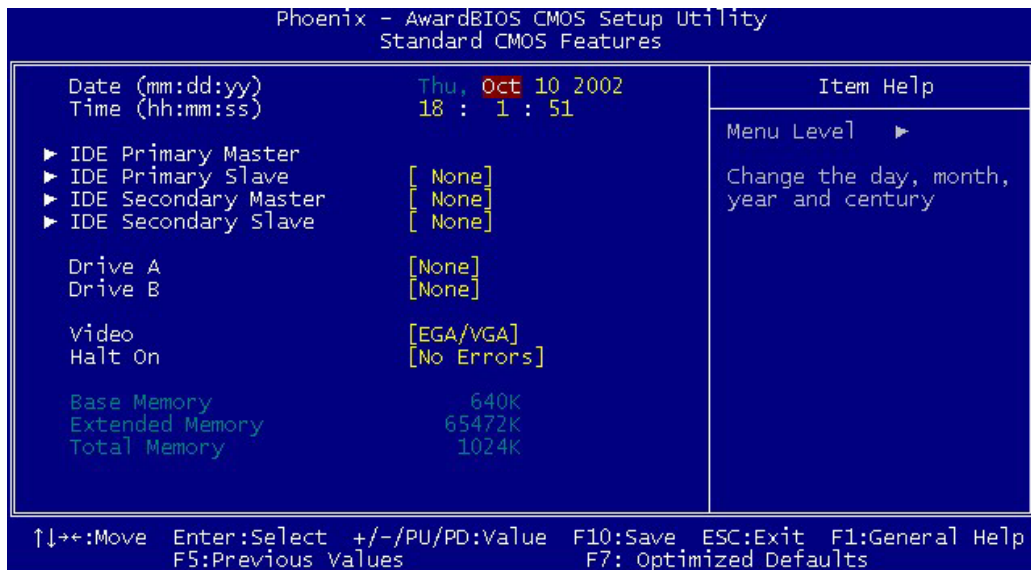 Phoenix - AwardBIOS CMOS Setup Utility
Standard CMOS Features
Date (mm:dd:yy) Thu, Oct 10 2002
Time (hh:mm:ss) 18 : 1 : 51
► IDE Primary Master
► IDE Primary Slave [ None]
► IDE Secondary Master [ None]
► IDE Secondary Slave [ None]
Drive A [None]
Drive B [None]
Video [EGA/VGA]
Halt On [No Errors]
Base Memory 640K
Extended Memory 65472K
Total Memory 1024K
Item Help
Menu Level ►
Change the day, month,
year and century
↑↓→←:Move Enter:Select +/-/PU/PD:Value F10:Save ESC:Exit F1:General Help
F5:Previous Values F7: Optimized Defaults